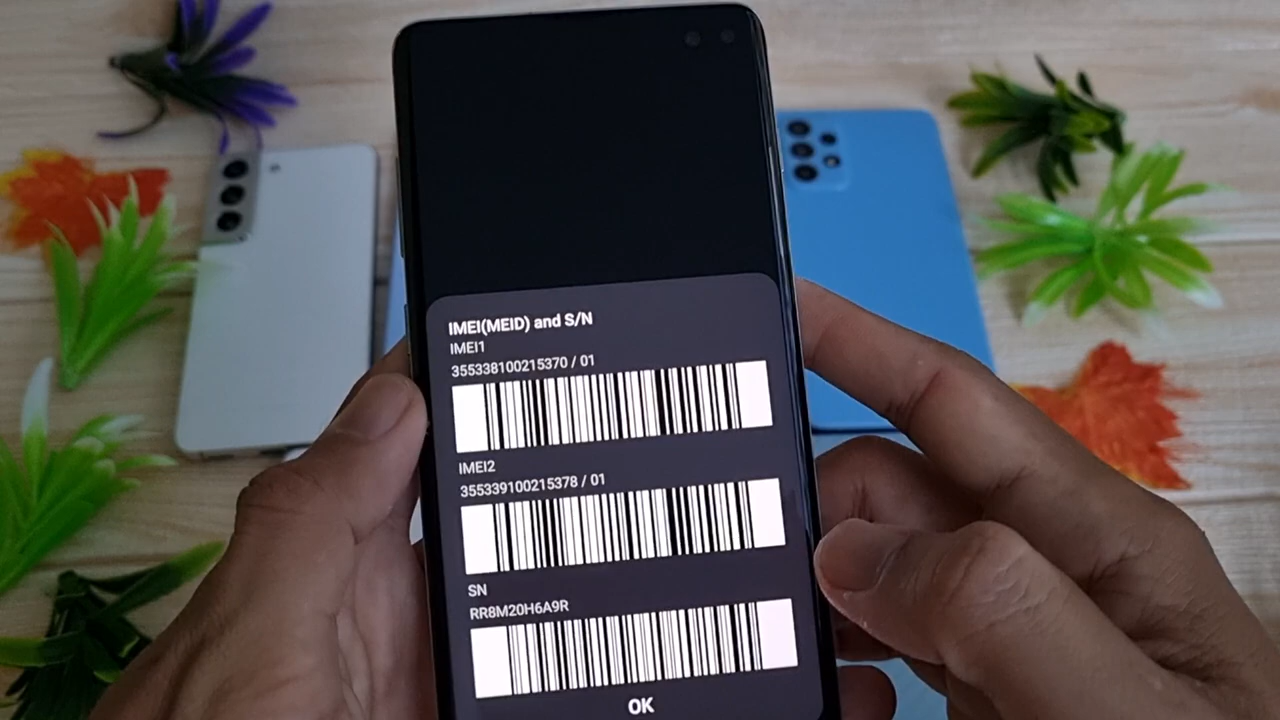 IMEI(MEID) and S/N
IMEI1
355338100215370 / 01
IMEI2
355339100215378 / 01
SN
RR8M20H6A9R
OK